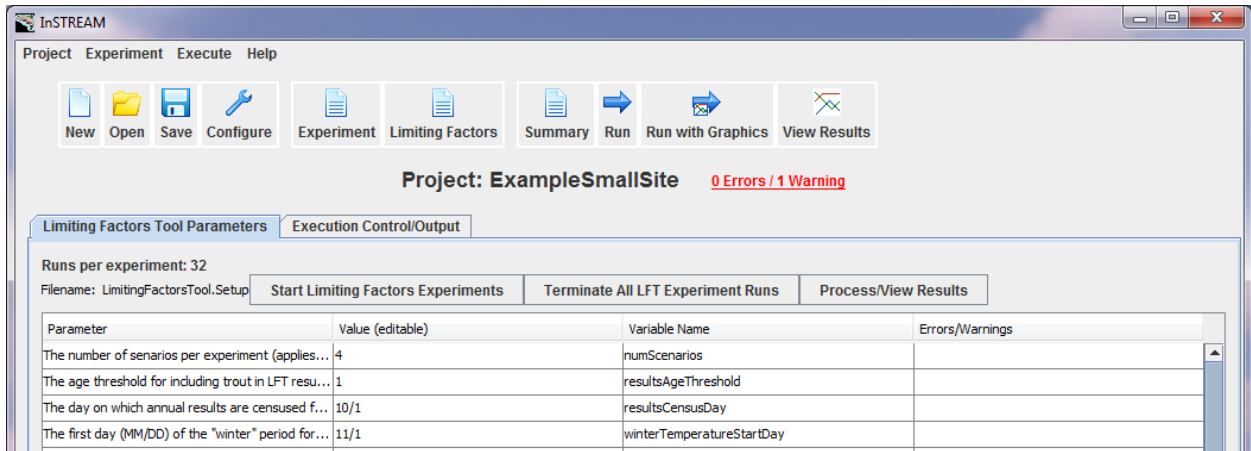 InSTREAM
Project Experiment Execute Help
New Open Save Configure Experiment Limiting Factors Summary Run Run with Graphics View Results
Project: ExampleSmallSite 0 Errors / 1 Warning
Limiting Factors Tool Parameters Execution Control/Output
Runs per experiment: 32
Filename: LimitingFactorsTool.Setup Start Limiting Factors Experiments Terminate All LFT Experiment Runs Process/View Results
Parameter Value (editable) Variable Name Errors/Warnings
The number of senarios per experiment (applies... 4 numScenarios
The age threshold for including trout in LFT resu... 1 resultsAgeThreshold
The day on which annual results are censused f... 10/1 resultsCensusDay
The first day (MM/DD) of the "winter" period for... 11/1 winterTemperatureStartDay